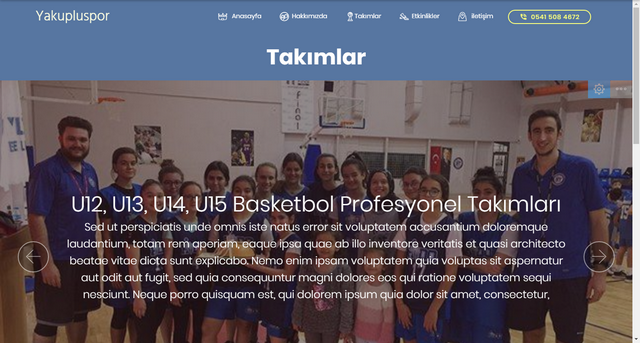 Yakupluspor
Anasayfa
Hakkımızda
Takımlar
Etkinlikler
iletişim
0541 508 4672
Takımlar
final
U12, U13, U14, U15 Basketbol Profesyonel Takımları
Sed ut perspiciatis unde omnis iste natus error sit voluptatem accusantium doloremque
laudantium, totam rem aperiam, eaque ipsa quae ab illo inventore veritatis et quasi architecto
beatae vitae dicta sunt explicabo. Nemo enim ipsam voluptatem quia voluptas sit aspernatur
aut odit aut fugit, sed quia consequuntur magni dolores eos qui ratione voluptatem sequi
nesciunt. Neque porro quisquam est, qui dolorem ipsum quia dolor sit amet, consectetur,